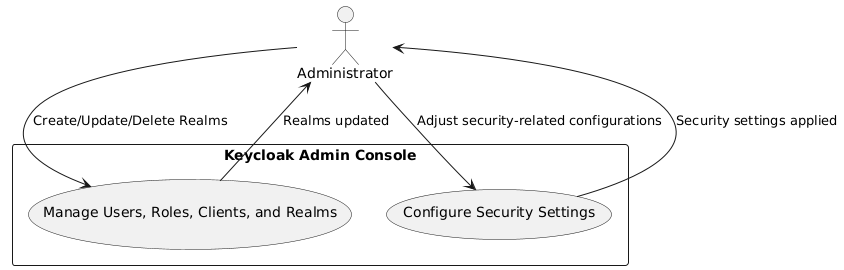 Administrator
Create/Update/Delete Realms
Realms updated
Adjust security-related configurations
Security settings applied
Keycloak Admin Console
Manage Users, Roles, Clients, and Realms
Configure Security Settings